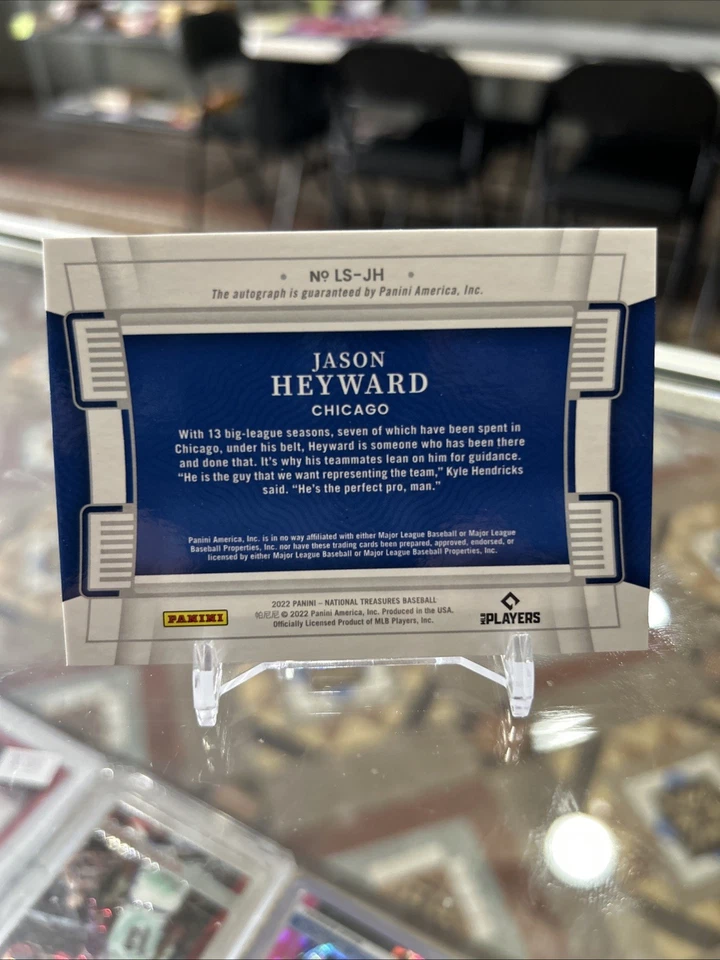 • Nº LS-JH •
The autograph is guaranteed by Panini America, Inc.
JASON
HEYWARD
CHICAGO
With 13 big-league seasons, seven of which have been spent in
Chicago, under his belt, Heyward is someone who has been there
and done that. It's why his teammates lean on him for guidance.
"He is the guy that we want representing the team," Kyle Hendricks
said. "He's the perfect pro, man."
Panini America, Inc. is in no way affiliated with either Major League Baseball or Major League
Baseball Properties, Inc. nor have these trading cards been prepared, approved, endorsed, or
licensed by either Major League Baseball or Major League Baseball Properties, Inc.
2022 PANINI – NATIONAL TREASURES BASEBALL
帕尼尼 © 2022 Panini America, Inc. Produced in the USA.
Officially Licensed Product of MLB Players, Inc.
PANINI
MLB PLAYERS